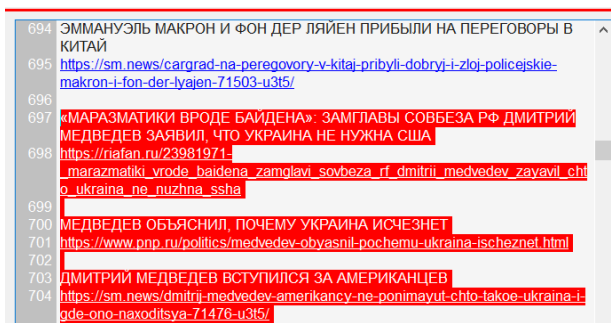 694 ЭММАНУЭЛЬ МАКРОН И ФОН ДЕР ЛЯЙЕН ПРИБЫЛИ НА ПЕРЕГОВОРЫ В
КИТАЙ
695 https://sm.news/cargrad-na-peregovory-v-kitaj-pribyli-dobryj-i-zloj-policejskie-
makron-i-fon-der-lyajen-71503-u3t5/
696
697 «МАРАЗМАТИКИ ВРОДЕ БАЙДЕНА»: ЗАМГЛАВЫ СОВБЕЗА РФ ДМИТРИЙ
МЕДВЕДЕВ ЗАЯВИЛ, ЧТО УКРАИНА НЕ НУЖНА США
698 https://riafan.ru/23981971-
_marazmatiki_vrode_baidena_zamglavi_sovbeza_rf_dmitrii_medvedev_zayavil_cht
o_ukraina_ne_nuzhna_ssha
699
700 МЕДВЕДЕВ ОБЪЯСНИЛ, ПОЧЕМУ УКРАИНА ИСЧЕЗНЕТ
701 https://www.pnp.ru/politics/medvedev-obyasnil-pochemu-ukraina-ischeznet.html
702
703 ДМИТРИЙ МЕДВЕДЕВ ВСТУПИЛСЯ ЗА АМЕРИКАНЦЕВ
704 https://sm.news/dmitrij-medvedev-amerikancy-ne-ponimayut-chto-takoe-ukraina-i-
gde-ono-naxoditsya-71476-u3t5/